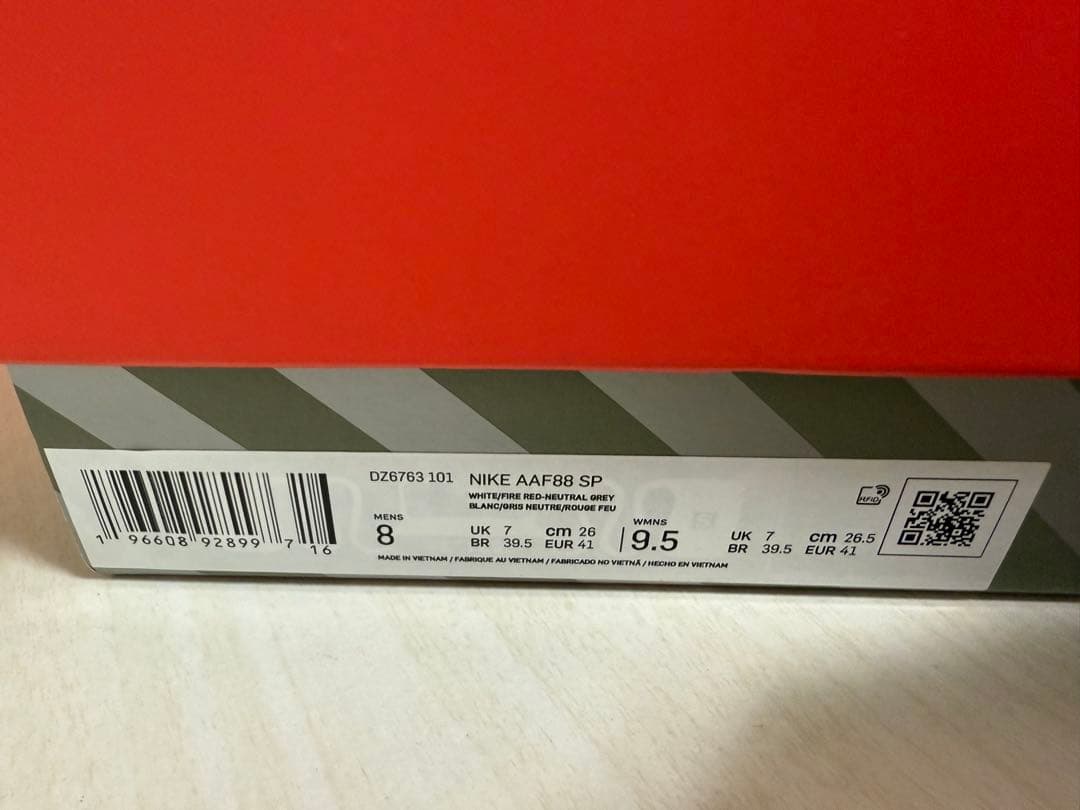 DZ6763 101 NIKE AAF88 SP
WHITE/FIRE RED-NEUTRAL GREY
BLANC/GRIS NEUTRE/ROUGE FEU
RFID
MENS
8
UK 7 cm 26
BR 39.5 EUR 41
WMNS
9.5
UK 7 cm 26.5
BR 39.5 EUR 41
1 96608 92899 7 16
MADE IN VIETNAM / FABRIQUE AU VIETNAM / FABRICADO NO VIETNÃ / HECHO EN VIETNAM